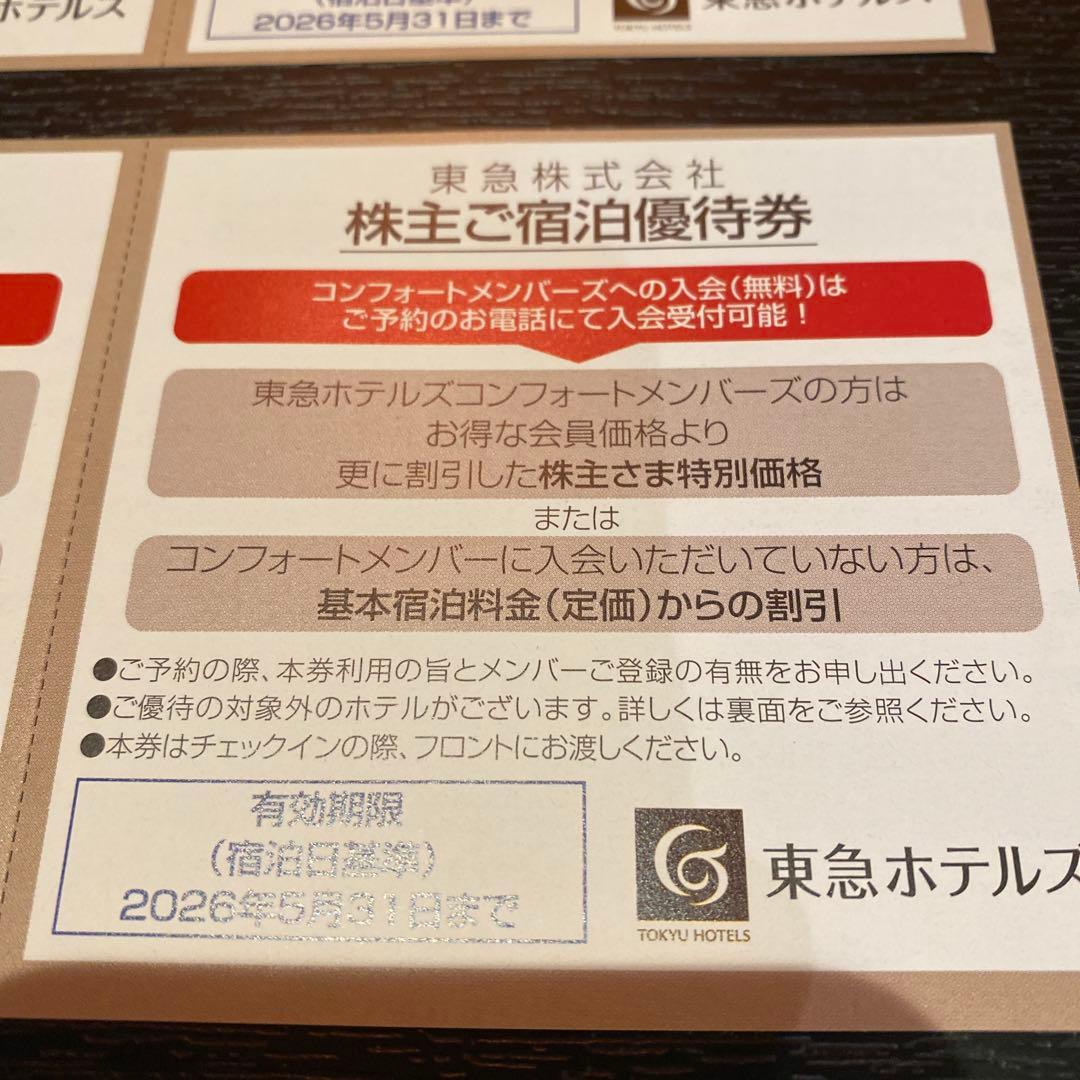 ホテルズ
(宿泊日基準)
2026年5月31日まで
TOKYU HOTELS
東急ホテルズ
東急株式会社
株主ご宿泊優待券
コンフォートメンバーズへの入会(無料)は
ご予約のお電話にて入会受付可能！
東急ホテルズコンフォートメンバーズの方は
お得な会員価格より
更に割引した株主さま特別価格
または
コンフォートメンバーに入会いただいていない方は、
基本宿泊料金(定価)からの割引
●ご予約の際、本券利用の旨とメンバーご登録の有無をお申し出ください。
●ご優待の対象外のホテルがございます。詳しくは裏面をご参照ください。
●本券はチェックインの際、フロントにお渡しください。
有効期限
(宿泊日基準)
2026年5月31日まで
東急ホテルズ
TOKYU HOTELS